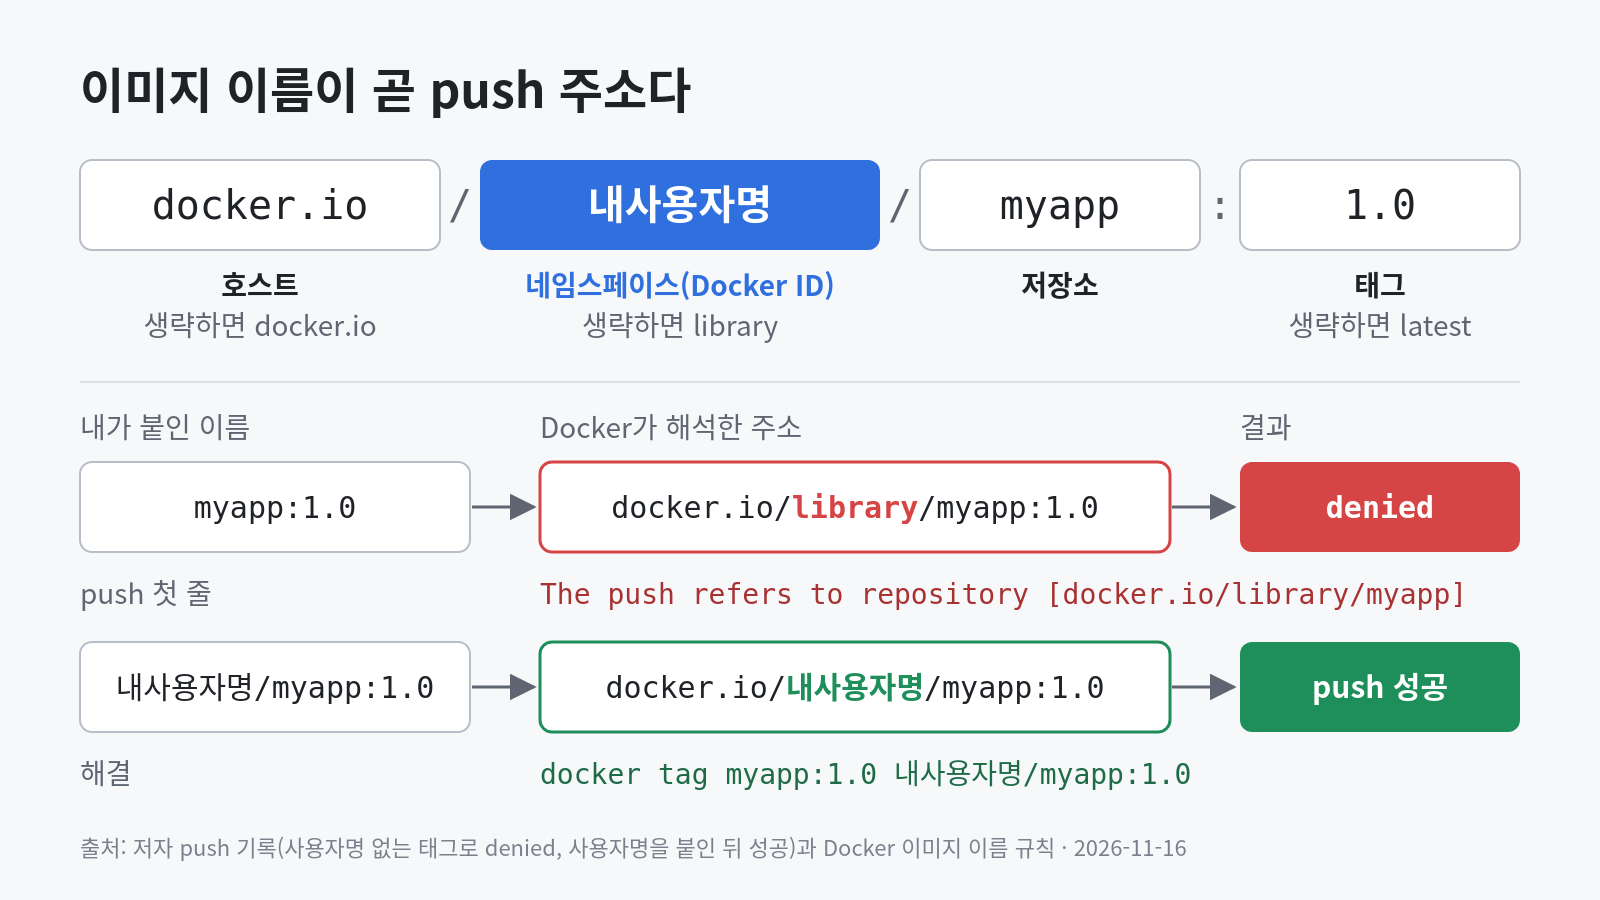 이미지 이름이 곧 push 주소다
docker.io / 내사용자명 / myapp : 1.0
호스트 네임스페이스(Docker ID) 저장소 태그
생략하면 docker.io 생략하면 library 생략하면 latest
내가 붙인 이름 Docker가 해석한 주소 결과
myapp:1.0 docker.io/library/myapp:1.0 denied
push 첫 줄 The push refers to repository [docker.io/library/myapp]
내사용자명/myapp:1.0 docker.io/내사용자명/myapp:1.0 push 성공
해결 docker tag myapp:1.0 내사용자명/myapp:1.0
출처: 저자 push 기록(사용자명 없는 태그로 denied, 사용자명을 붙인 뒤 성공)과 Docker 이미지 이름 규칙 · 2026-11-16